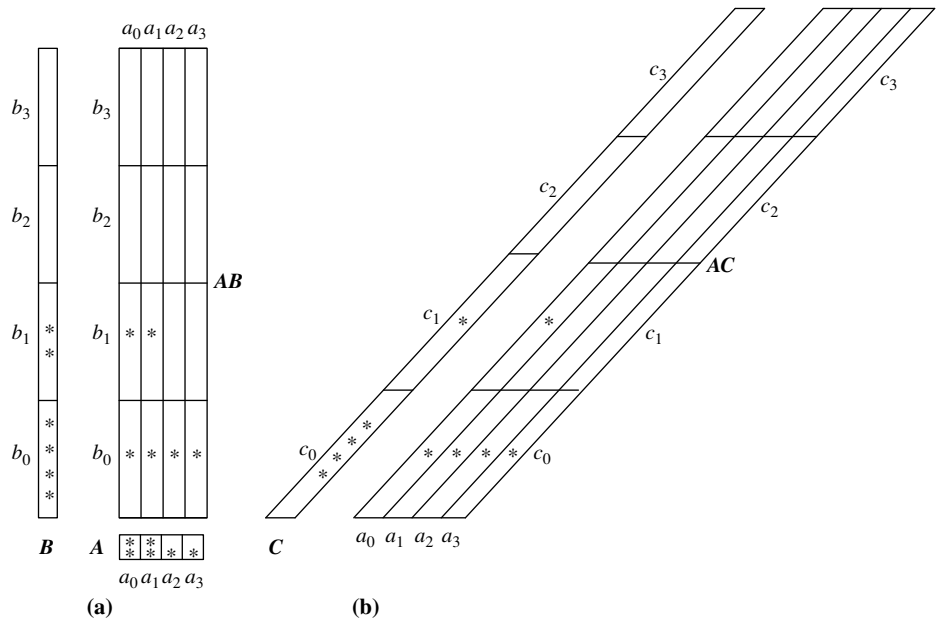 a0 a1 a2 a3
b3
b3
c3
c3
b2
b2
c2
c2
AB
AC
b1
* *
b1
* *
c1
*
*
c1
b0
* * * *
b0
* * * *
c0
* * * *
* * * *
c0
B
A
** ** * *
a0 a1 a2 a3
C
a0 a1 a2 a3
(a)
(b)